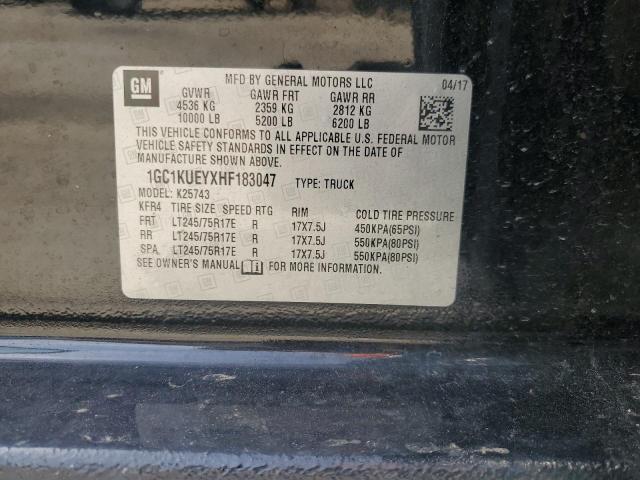 GM
MFD BY GENERAL MOTORS LLC
04/17
GVWR GAWR FRT GAWR RR
4536 KG 2359 KG 2812 KG
10000 LB 5200 LB 6200 LB
THIS VEHICLE CONFORMS TO ALL APPLICABLE U.S. FEDERAL MOTOR
VEHICLE SAFETY STANDARDS IN EFFECT ON THE DATE OF
MANUFACTURE SHOWN ABOVE.
1GC1KUEYXHF183047 TYPE: TRUCK
MODEL: K25743
KFR4 TIRE SIZE SPEED RTG RIM COLD TIRE PRESSURE
FRT LT245/75R17E R 17X7.5J 450KPA(65PSI)
RR LT245/75R17E R 17X7.5J 550KPA(80PSI)
SPA LT245/75R17E R 17X7.5J 550KPA(80PSI)
SEE OWNER'S MANUAL FOR MORE INFORMATION.